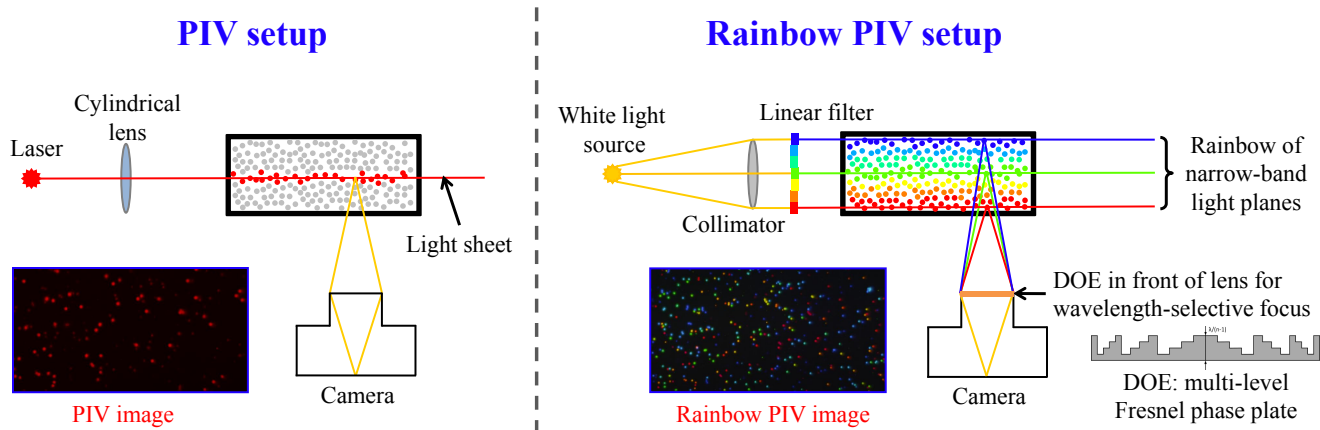 PIV setup
Cylindrical
lens
Laser
Light sheet
PIV image
Camera
Rainbow PIV setup
White light
source
Linear filter
Collimator
Rainbow of
narrow-band
light planes
DOE in front of lens for
wavelength-selective focus
λ/(n-1)
DOE: multi-level
Fresnel phase plate
Rainbow PIV image
Camera